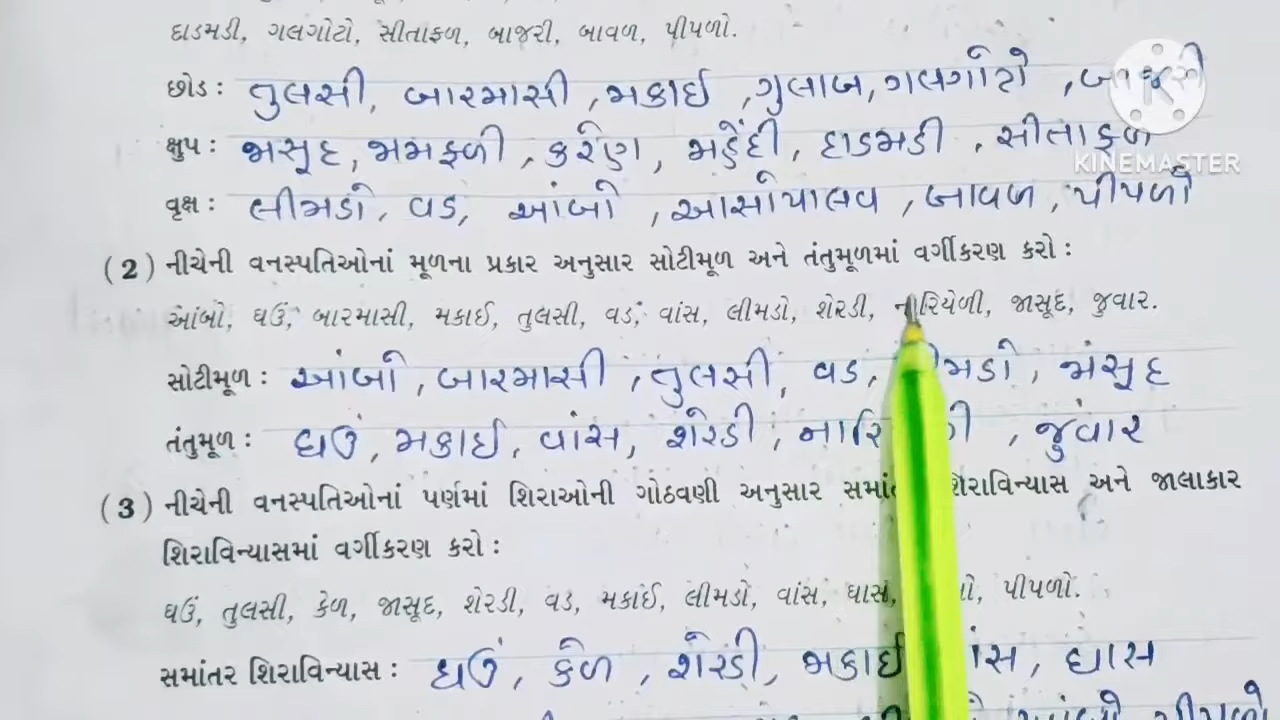 દાડમડી, ગલગોટો, સીતાફળ, બાજરી, બાવળ, પીપળો.
છોડ : તુલસી, બારમાસી, મકાઈ, ગુલાબ, ગલગોટો, બાજરી
ક્ષુપ : જાસૂદ, જામફળી, કરેણ, મહેંદી, દાડમડી, સીતાફળ
KINEMASTER
વૃક્ષ : લીમડો, વડ, આંબો, આસોપાલવ, બાવળ, પીપળો
(2) નીચેની વનસ્પતિઓનાં મૂળના પ્રકાર અનુસાર સોટીમૂળ અને તંતુમૂળમાં વર્ગીકરણ કરો :
આંબો, ઘઉં, બારમાસી, મકાઈ, તુલસી, વડ, વાંસ, લીમડો, શેરડી, નારિયેળી, જાસૂદ, જુવાર.
સોટીમૂળ : આંબો, બારમાસી, તુલસી, વડ, લીમડો, જાસૂદ
તંતુમૂળ : ઘઉં, મકાઈ, વાંસ, શેરડી, જુવાર
(3) નીચેની વનસ્પતિઓનાં પર્ણમાં શિરાઓની ગોઠવણી અનુસાર સમાંતર શિરાવિન્યાસ અને જાલાકાર
શિરાવિન્યાસમાં વર્ગીકરણ કરો :
ઘઉં, તુલસી, કેળ, જાસૂદ, શેરડી, વડ, મકાઈ, લીમડો, વાંસ, ઘાસ, પીપળો.
સમાંતર શિરાવિન્યાસ : ઘઉં, કેળ, શેરડી, મકાઈ, વાંસ, ઘાસ